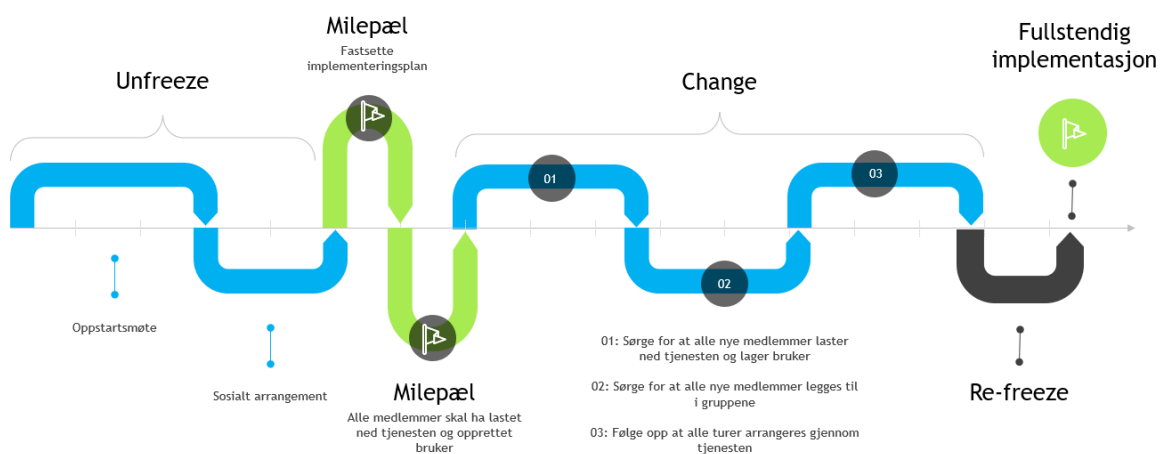 Milepæl
Fastsette
implementeringsplan
Fullstendig
implementasjon
Unfreeze
Change
01
03
02
Oppstartsmøte
Sosialt arrangement
Milepæl
Alle medlemmer skal ha lastet
ned tjenesten og opprettet
bruker
01: Sørge for at alle nye medlemmer laster
ned tjenesten og lager bruker
02: Sørge for at alle nye medlemmer legges til
i gruppene
03: Følge opp at alle turer arrangeres gjennom
tjenesten
Re-freeze